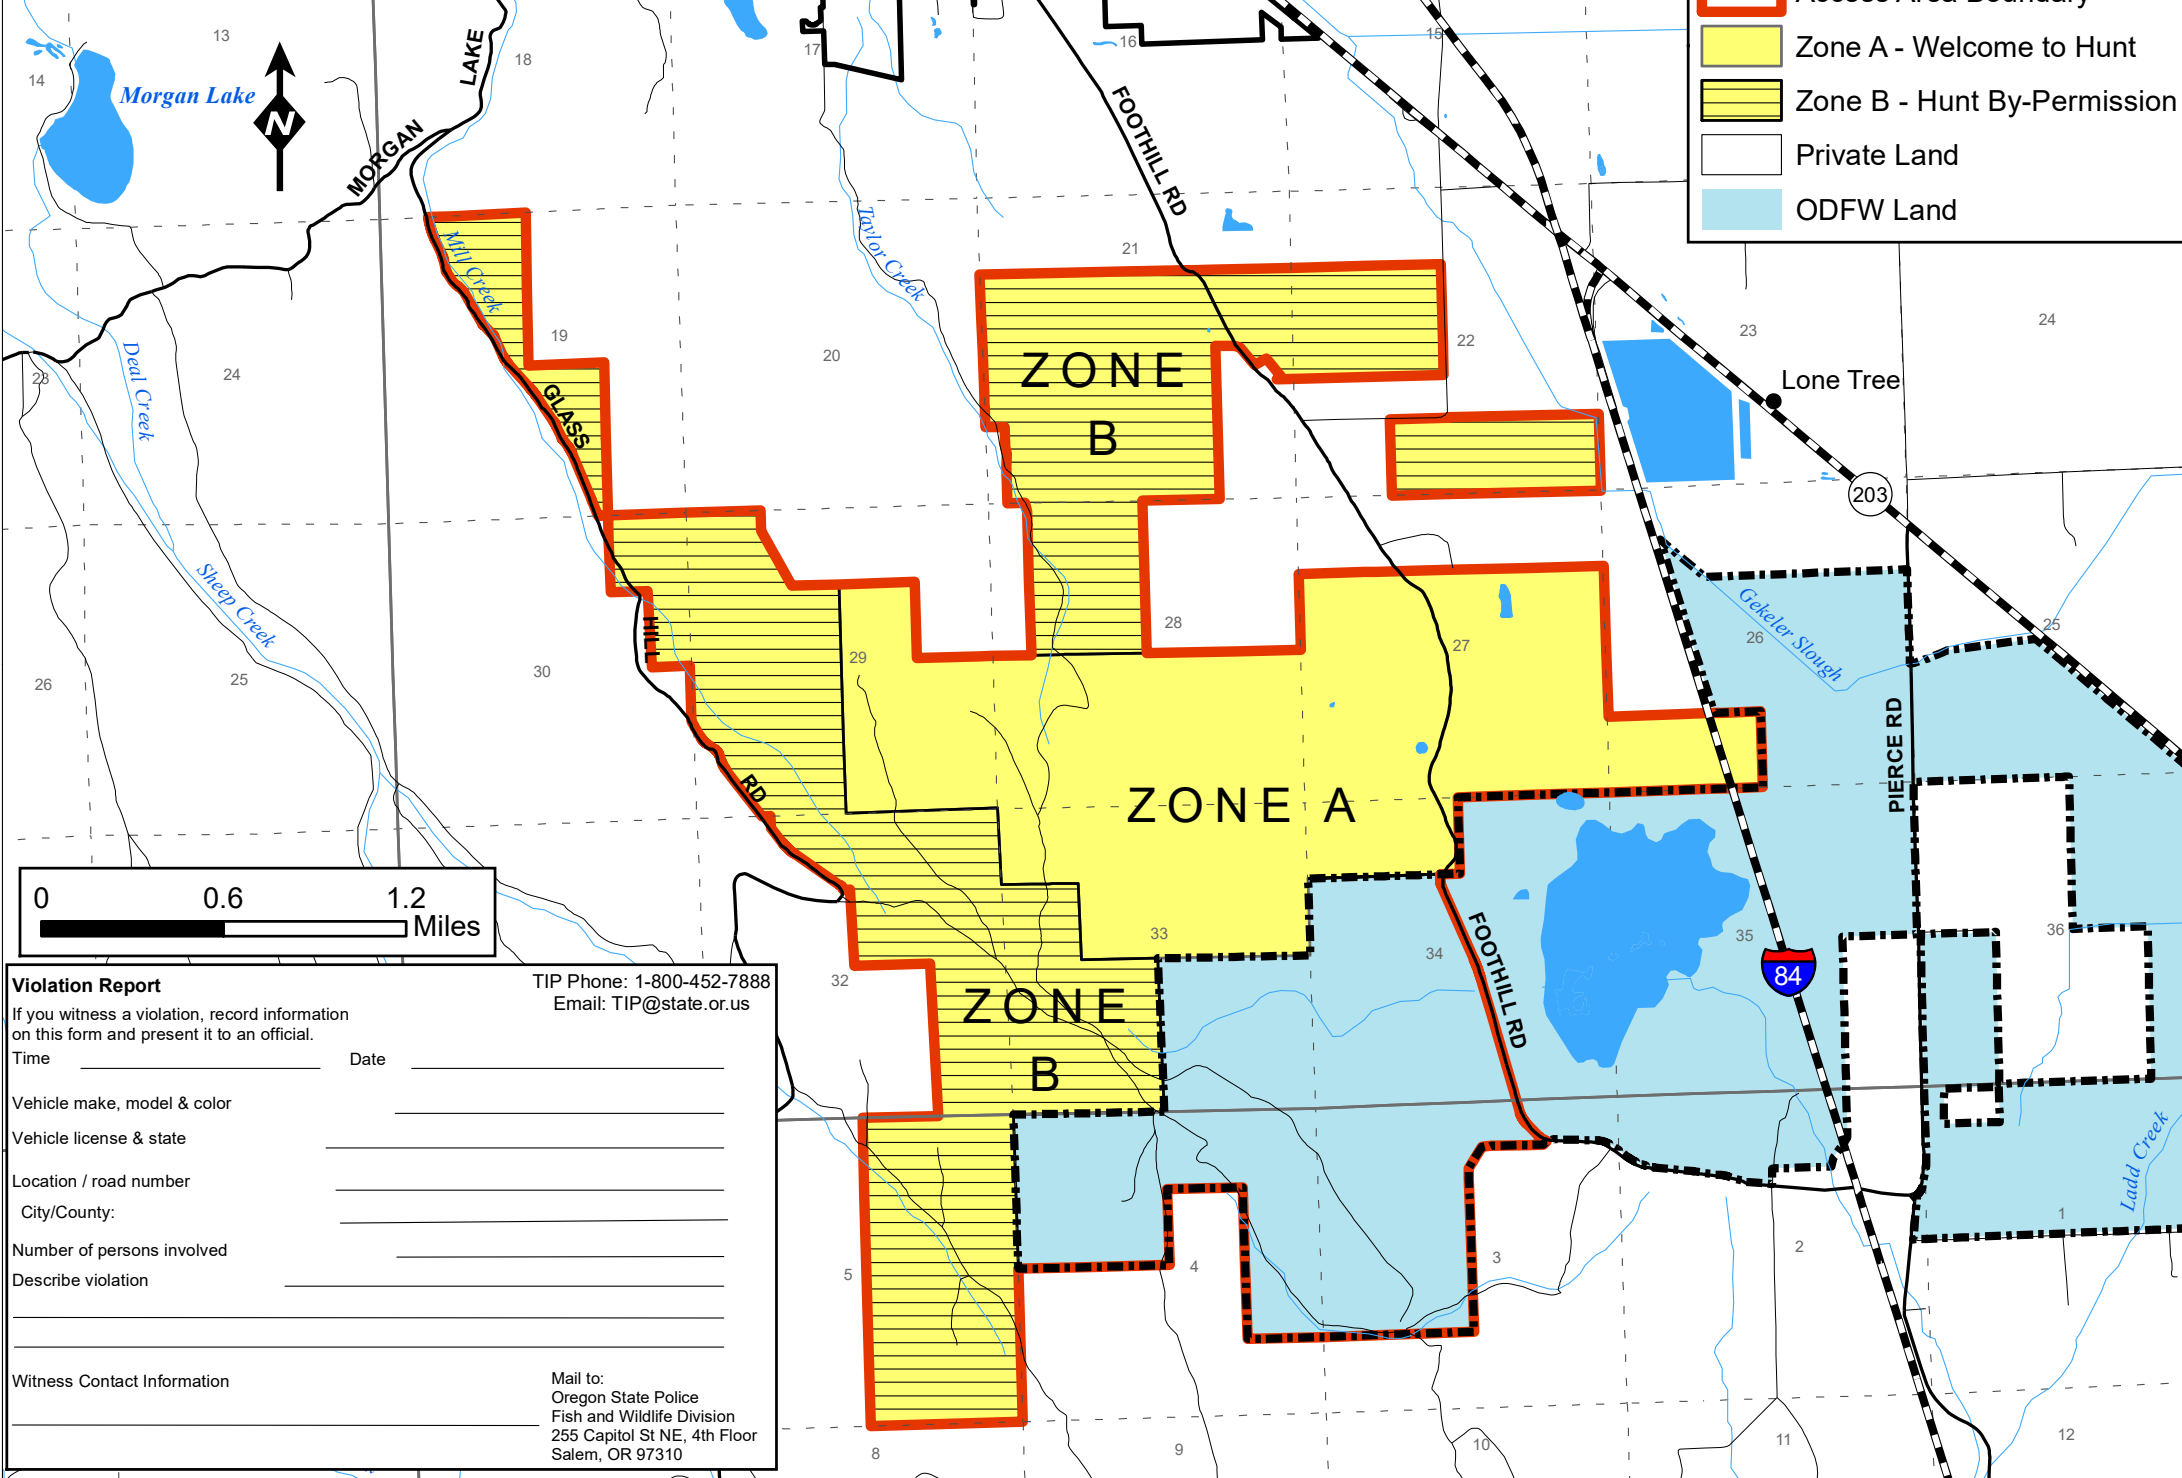 Access Area Boundary
Zone A - Welcome to Hunt
Zone B - Hunt By-Permission
Private Land
ODFW Land
13
14
18
17
16
15
Morgan Lake
N
LAKE
MORGAN
FOOTHILL RD
Taylor Creek
Mill Creek
21
19
20
22
23
24
23
24
Deal Creek
GLASS
ZONE
B
Lone Tree
203
Sheep Creek
HILL
28
27
29
30
25
26
Gekeler Slough
26
25
PIERCE RD
RD
ZONE A
0 0.6 1.2
Miles
33
34
35
36
32
FOOTHILL RD
84
ZONE
B
Ladd Creek
5
4
3
2
1
8
9
10
11
12
Violation Report
TIP Phone: 1-800-452-7888
Email: TIP@state.or.us
If you witness a violation, record information
on this form and present it to an official.
Time Date
Vehicle make, model & color
Vehicle license & state
Location / road number
City/County:
Number of persons involved
Describe violation
Witness Contact Information
Mail to:
Oregon State Police
Fish and Wildlife Division
255 Capitol St NE, 4th Floor
Salem, OR 97310